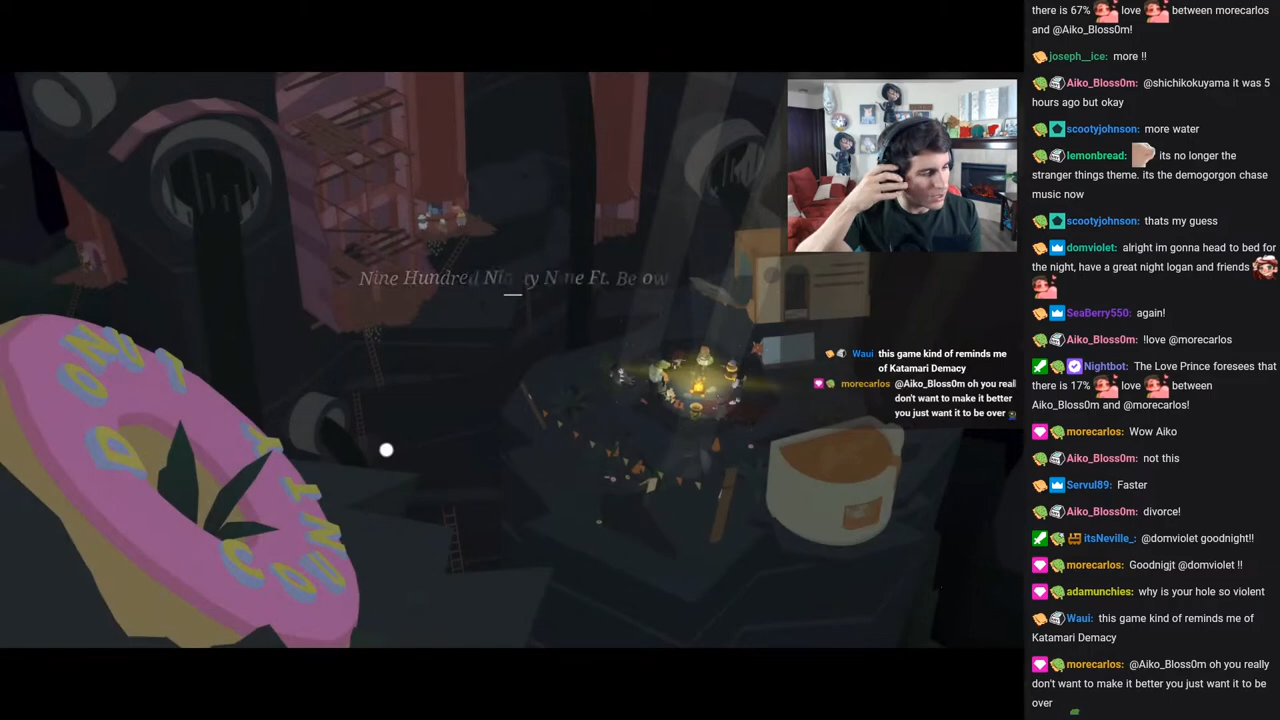 there is 67% love between morecarlos
and @Aiko_Bloss0m!
joseph__ice: more !!
Aiko_Bloss0m: @shichikokuyama it was 5
hours ago but okay
scootyjohnson: more water
lemonbread: its no longer the
stranger things theme. its the demogorgon chase
music now
scootyjohnson: thats my guess
domviolet: alright im gonna head to bed for
the night, have a great night logan and friends
SeaBerry550: again!
Aiko_Bloss0m: !love @morecarlos
Nightbot: The Love Prince foresees that
there is 17% love between
Aiko_Bloss0m and @morecarlos!
morecarlos: Wow Aiko
Aiko_Bloss0m: not this
Servul89: Faster
Aiko_Bloss0m: divorce!
itsNeville_: @domviolet goodnight!!
morecarlos: Goodnigjt @domviolet !!
adamunchies: why is your hole so violent
Waui: this game kind of reminds me of
Katamari Demacy
morecarlos: @Aiko_Bloss0m oh you really
don't want to make it better you just want it to be
over
Nine Hundred Ninety Nine Ft. Below
Waui this game kind of reminds me
of Katamari Demacy
morecarlos @Aiko_Bloss0m oh you reall
don't want to make it better
you just want it to be over
DONUT
COUNTY